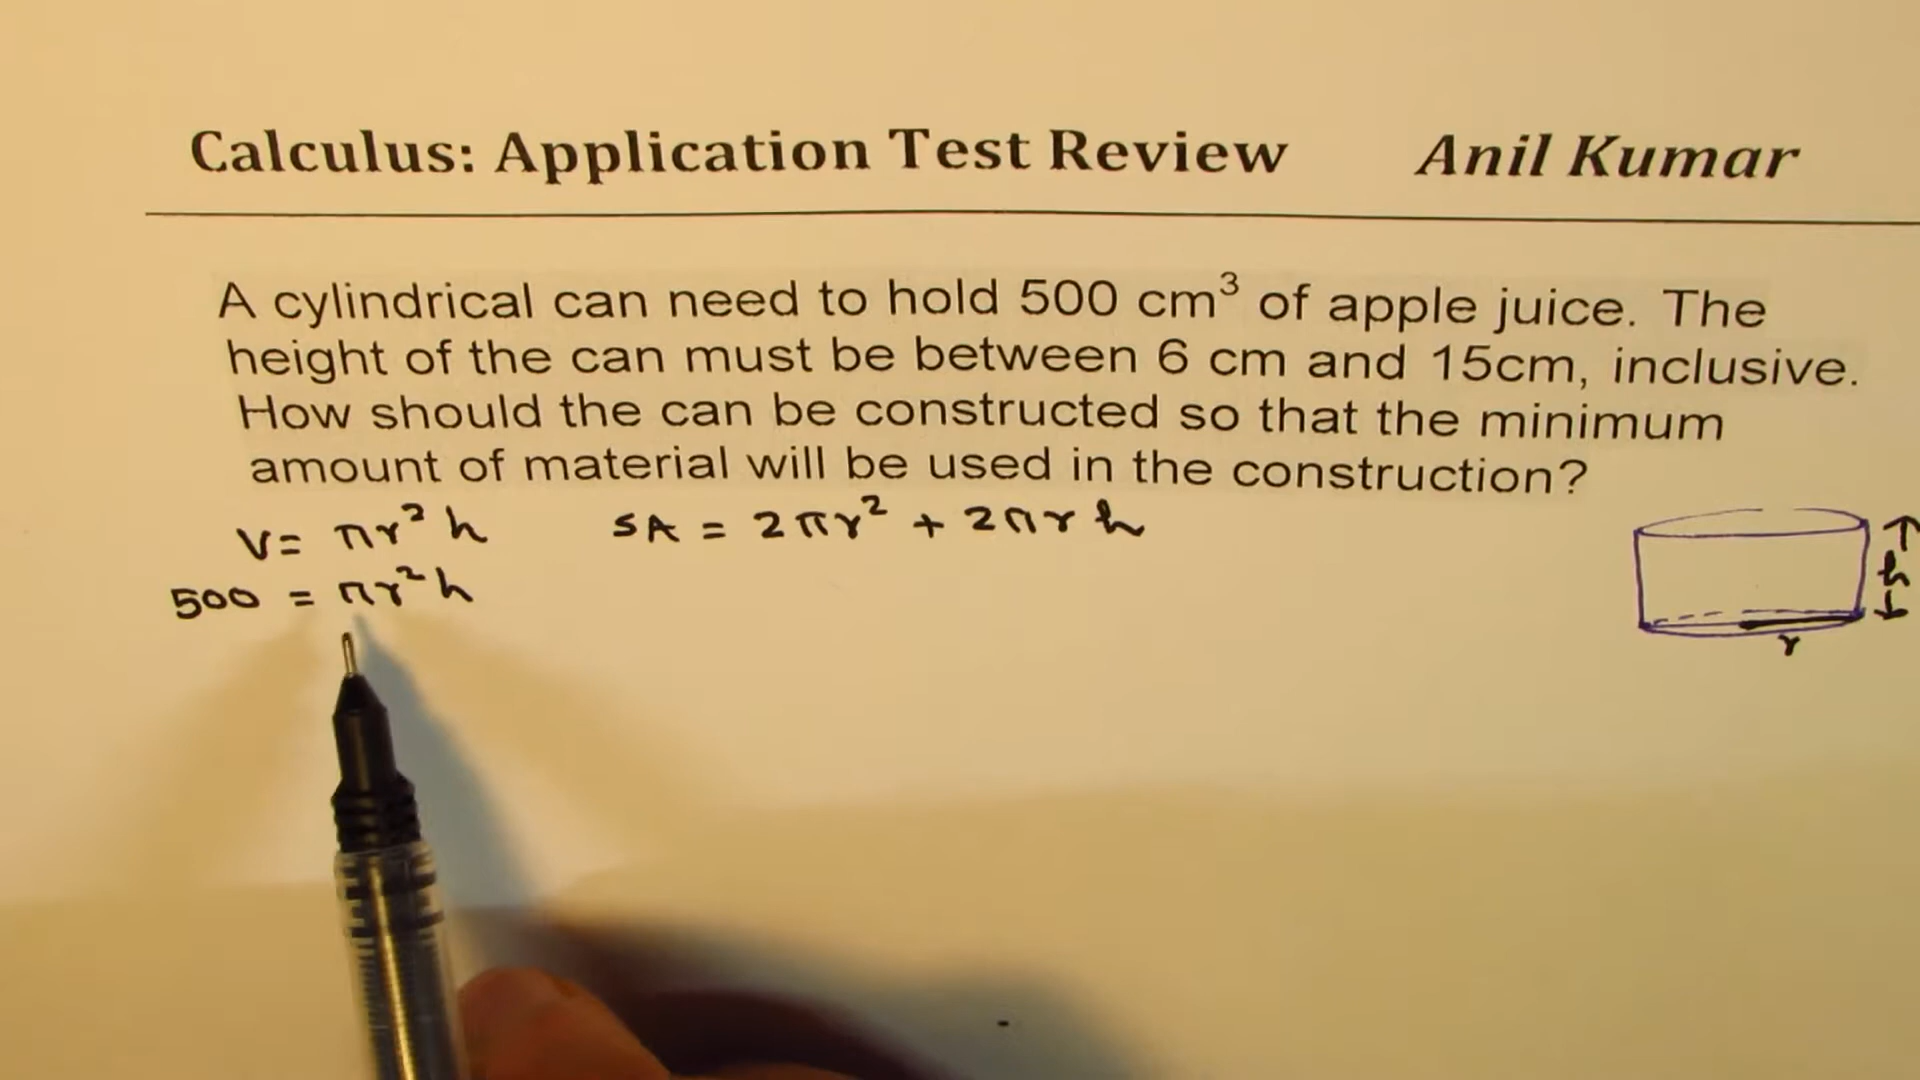 Calculus: Application Test Review Anil Kumar
A cylindrical can need to hold 500 cm³ of apple juice. The
height of the can must be between 6 cm and 15cm, inclusive.
How should the can be constructed so that the minimum
amount of material will be used in the construction?
V = πr²h SA = 2πr² + 2πrh
500 = πr²h
h
r